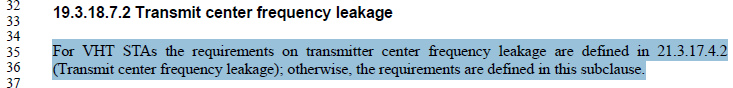 32
33
19.3.18.7.2 Transmit center frequency leakage
34
35
For VHT STAs the requirements on transmitter center frequency leakage are defined in 21.3.17.4.2
36
(Transmit center frequency leakage); otherwise, the requirements are defined in this subclause.
37